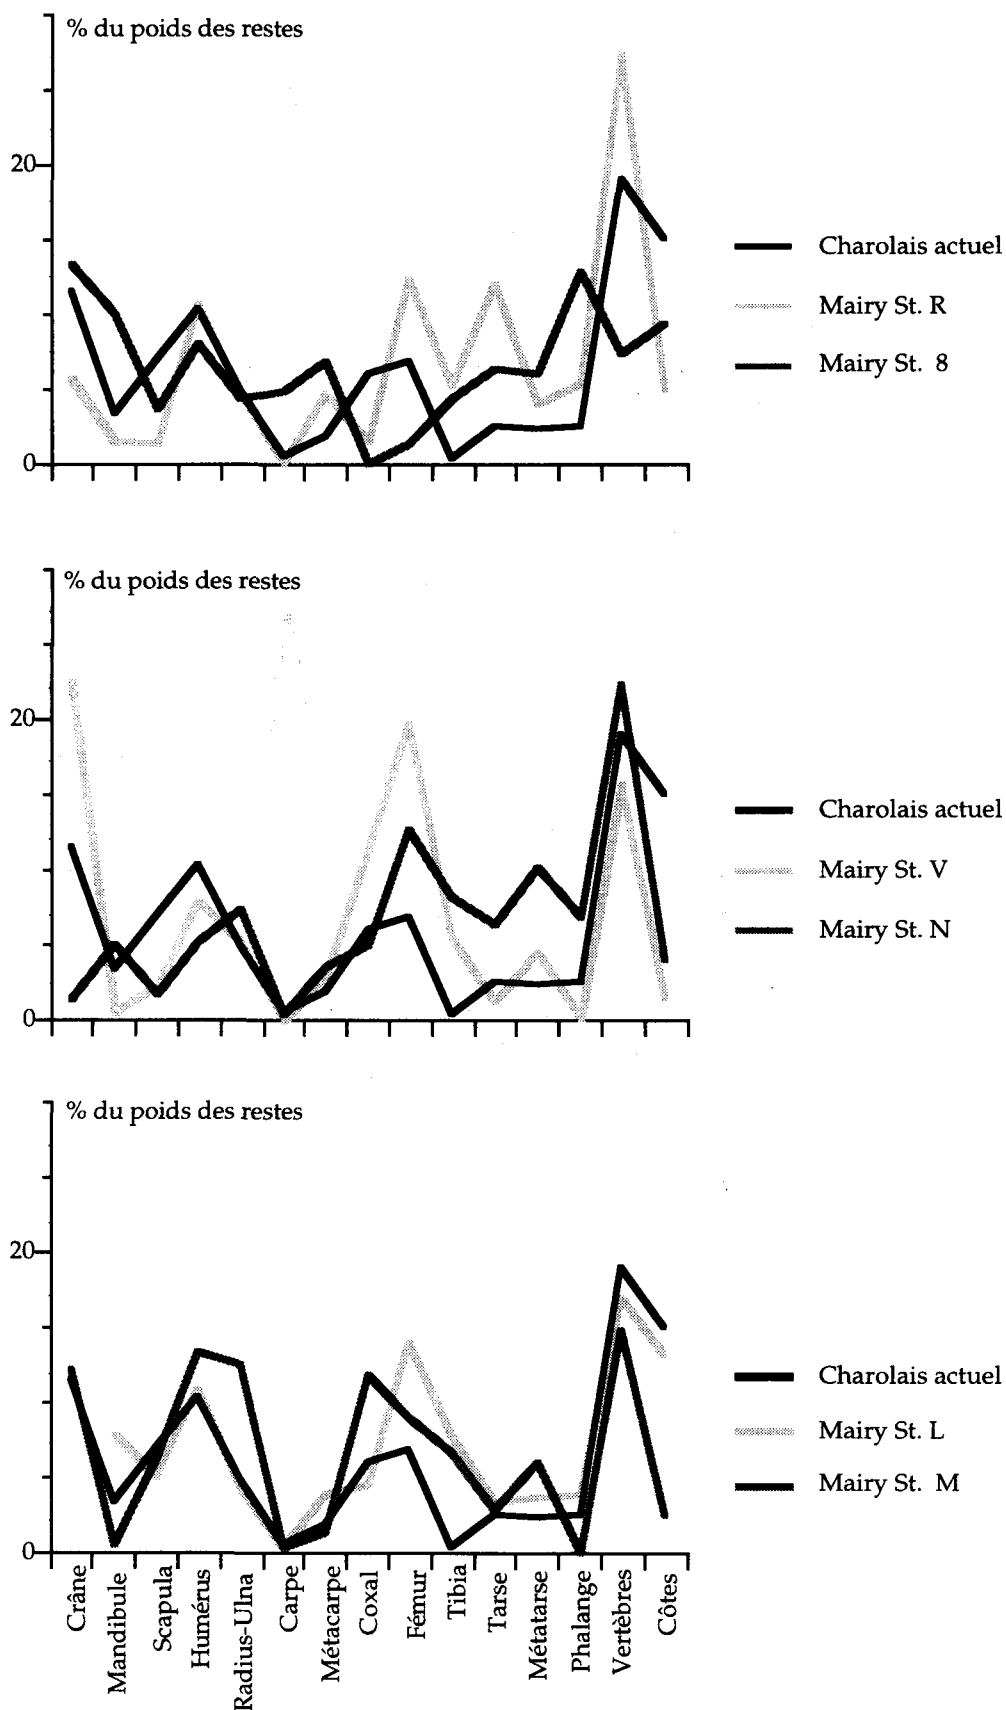 % du poids des restes
20
0
Charolais actuel
Mairy St. R
Mairy St. 8
% du poids des restes
20
0
Charolais actuel
Mairy St. V
Mairy St. N
% du poids des restes
20
0
Charolais actuel
Mairy St. L
Mairy St. M
Crâne
Mandibule
Scapula
Humérus
Radius-Ulna
Carpe
Métacarpe
Coxal
Fémur
Tibia
Tarse
Métatarse
Phalange
Vertèbres
Côtes